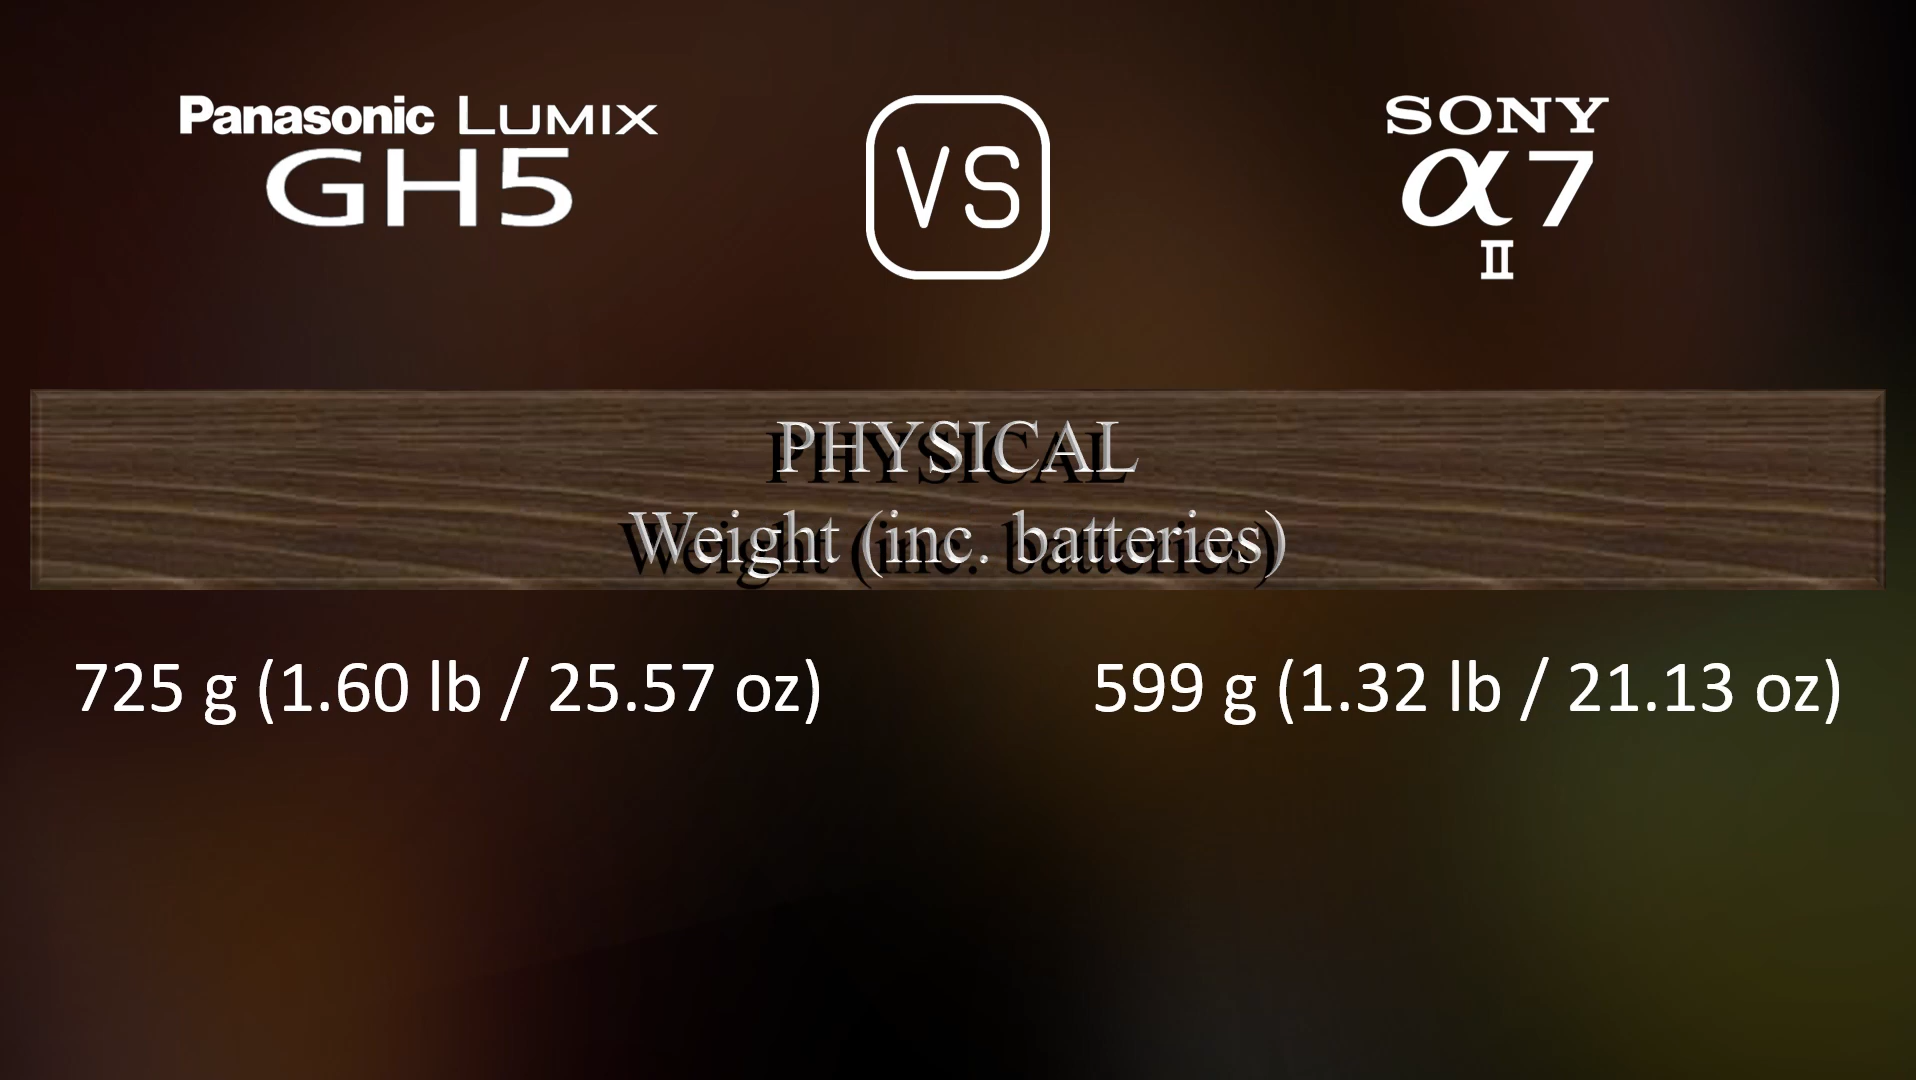 Panasonic LUMIX
GH5
VS
SONY
α7
II
PHYSICAL
Weight (inc. batteries)
725 g (1.60 lb / 25.57 oz)
599 g (1.32 lb / 21.13 oz)